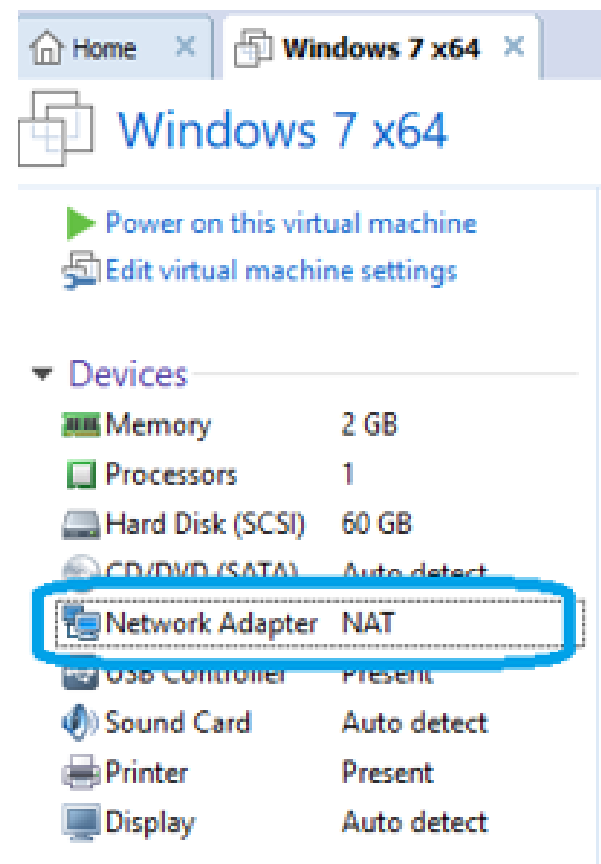 Home × Windows 7 x64 ×
Windows 7 x64
Power on this virtual machine
Edit virtual machine settings
Devices
Memory 2 GB
Processors 1
Hard Disk (SCSI) 60 GB
CD/DVD (SATA) Auto detect
Network Adapter NAT
USB Controller Present
Sound Card Auto detect
Printer Present
Display Auto detect